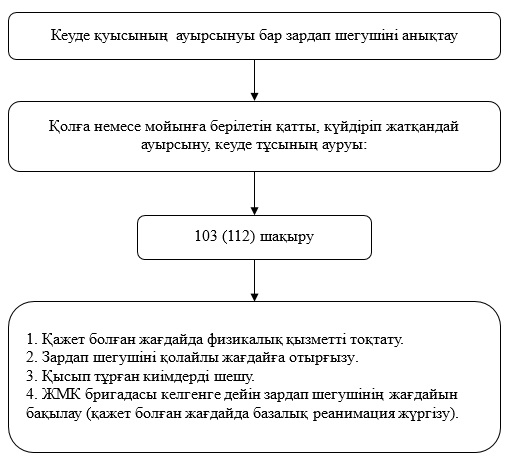 Кеуде қуысының ауырсынуы бар зардап шегушіні анықтау
Қолға немесе мойынға берілетін қатты, күйдіріп жатқандай
ауырсыну, кеуде тұсының ауруы:
103 (112) шақыру
1. Қажет болған жағдайда физикалық қызметті тоқтату.
2. Зардап шегушіні қолайлы жағдайға отырғызу.
3. Қысып тұрған киімдерді шешу.
4. ЖМК бригадасы келгенге дейін зардап шегушінің жағдайын
бақылау (қажет болған жағдайда базалық реанимация жүргізу).